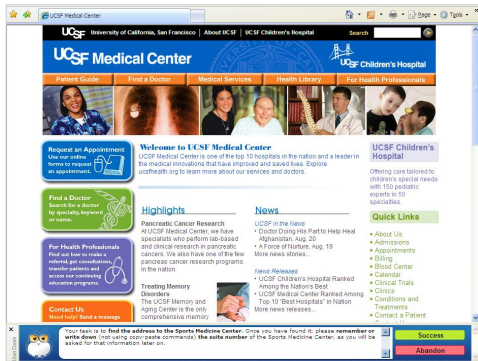 UCSF Medical Center
Page
Tools
UCSF University of California, San Francisco | About UCSF | UCSF Children's Hospital
Search
UCSF Medical Center
UCSF Children's Hospital
Patient Guide
Find a Doctor
Medical Services
Health Library
For Health Professionals
Request an Appointment
Use our online
forms to request
an appointment.
Find a Doctor
Search for a doctor
by specialty, keyword
or name.
For Health Professionals
Find out how to make a
referral, get consultations,
transfer patients and
access our continuing
education programs.
Contact Us
Need help? Send a message
Welcome to UCSF Medical Center
UCSF Medical Center is one of the top 10 hospitals in the nation and a leader in
the medical innovations that have improved and saved lives. Explore
ucsfhealth.org to learn more about our services and doctors.
Highlights
Pancreatic Cancer Research
At UCSF Medical Center, we have
specialists who perform lab-based
and clinical research in pancreatic
cancers. We also have one of the few
pancreas cancer research programs
in the nation.
Treating Memory
Disorders
The UCSF Memory and
Aging Center is the only
comprehensive memory
News
UCSF in the News
• Doctor Doing His Part to Help Heal
Afghanistan, Aug. 20
• A Force of Nature, Aug. 19
More news stories...
News Releases
• UCSF Children's Hospital Ranked
Among the Nation's Best
• UCSF Medical Center Ranked Among
Top 10 "Best Hospitals" in Nation
More news releases...
UCSF Children's
Hospital
Offering care tailored to
children's special needs
with 150 pediatric
experts in 50
specialties.
Quick Links
• About Us
• Admissions
• Appointments
• Billing
• Blood Center
• Calendar
• Clinical Trials
• Clinics
• Conditions and
Treatments
• Contact a Patient
UserZoom
Your task is to find the address to the Sports Medicine Center. Once you have found it, please remember or
write down (not using copy-paste commands) the suite number of the Sports Medicine Center, as you will be
asked for that information later on.
Success
Abandon